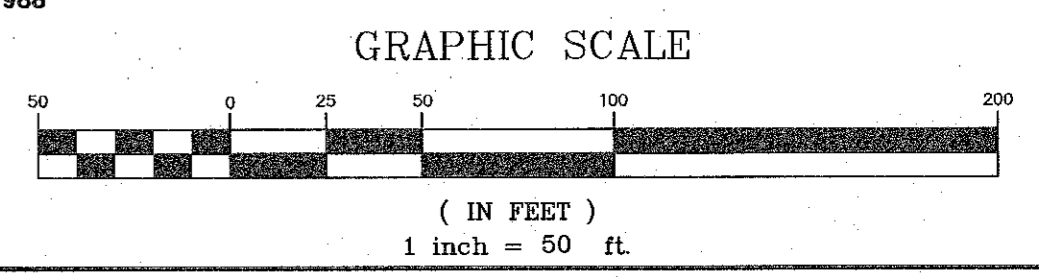 GRAPHIC SCALE
50 0 25 50 100 200
( IN FEET )
1 inch = 50 ft.